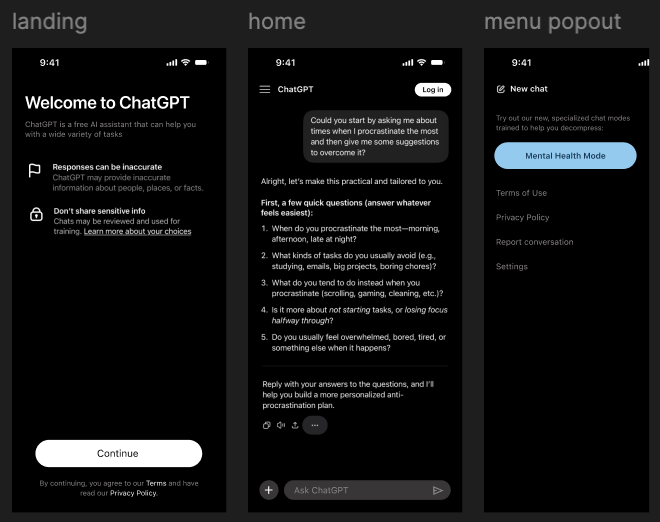 landing
9:41
Welcome to ChatGPT
ChatGPT is a free AI assistant that can help you
with a wide variety of tasks
Responses can be inaccurate
ChatGPT may provide inaccurate
information about people, places, or facts.
Don't share sensitive info
Chats may be reviewed and used for
training. Learn more about your choices
Continue
By continuing, you agree to our Terms and have
read our Privacy Policy.
home
9:41
ChatGPT
Log in
Could you start by asking me about
times when I procrastinate the most
and then give me some suggestions
to overcome it?
Alright, let's make this practical and tailored to you.
First, a few quick questions (answer whatever
feels easiest):
1. When do you procrastinate the most—morning,
afternoon, late at night?
2. What kinds of tasks do you usually avoid (e.g.,
studying, emails, big projects, boring chores)?
3. What do you tend to do instead when you
procrastinate (scrolling, gaming, cleaning, etc.)?
4. Is it more about not starting tasks, or losing focus
halfway through?
5. Do you usually feel overwhelmed, bored, tired, or
something else when it happens?
Reply with your answers to the questions, and I'll
help you build a more personalized anti-
procrastination plan.
Ask ChatGPT
menu popout
9:41
New chat
Try out our new, specialized chat modes
trained to help you decompress:
Mental Health Mode
Terms of Use
Privacy Policy
Report conversation
Settings